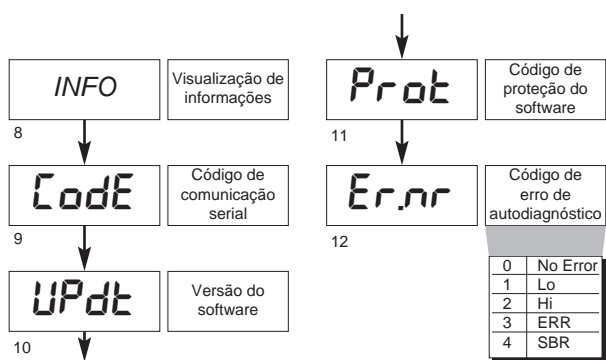 INFO
Visualização de
informações
8
CodE
Código de
comunicação
serial
9
UPdt
Versão do
software
10
Prot
Código de
proteção do
software
11
Er.nr
Código de
erro de
autodiagnóstico
12
0 No Error
1 Lo
2 Hi
3 ERR
4 SBR